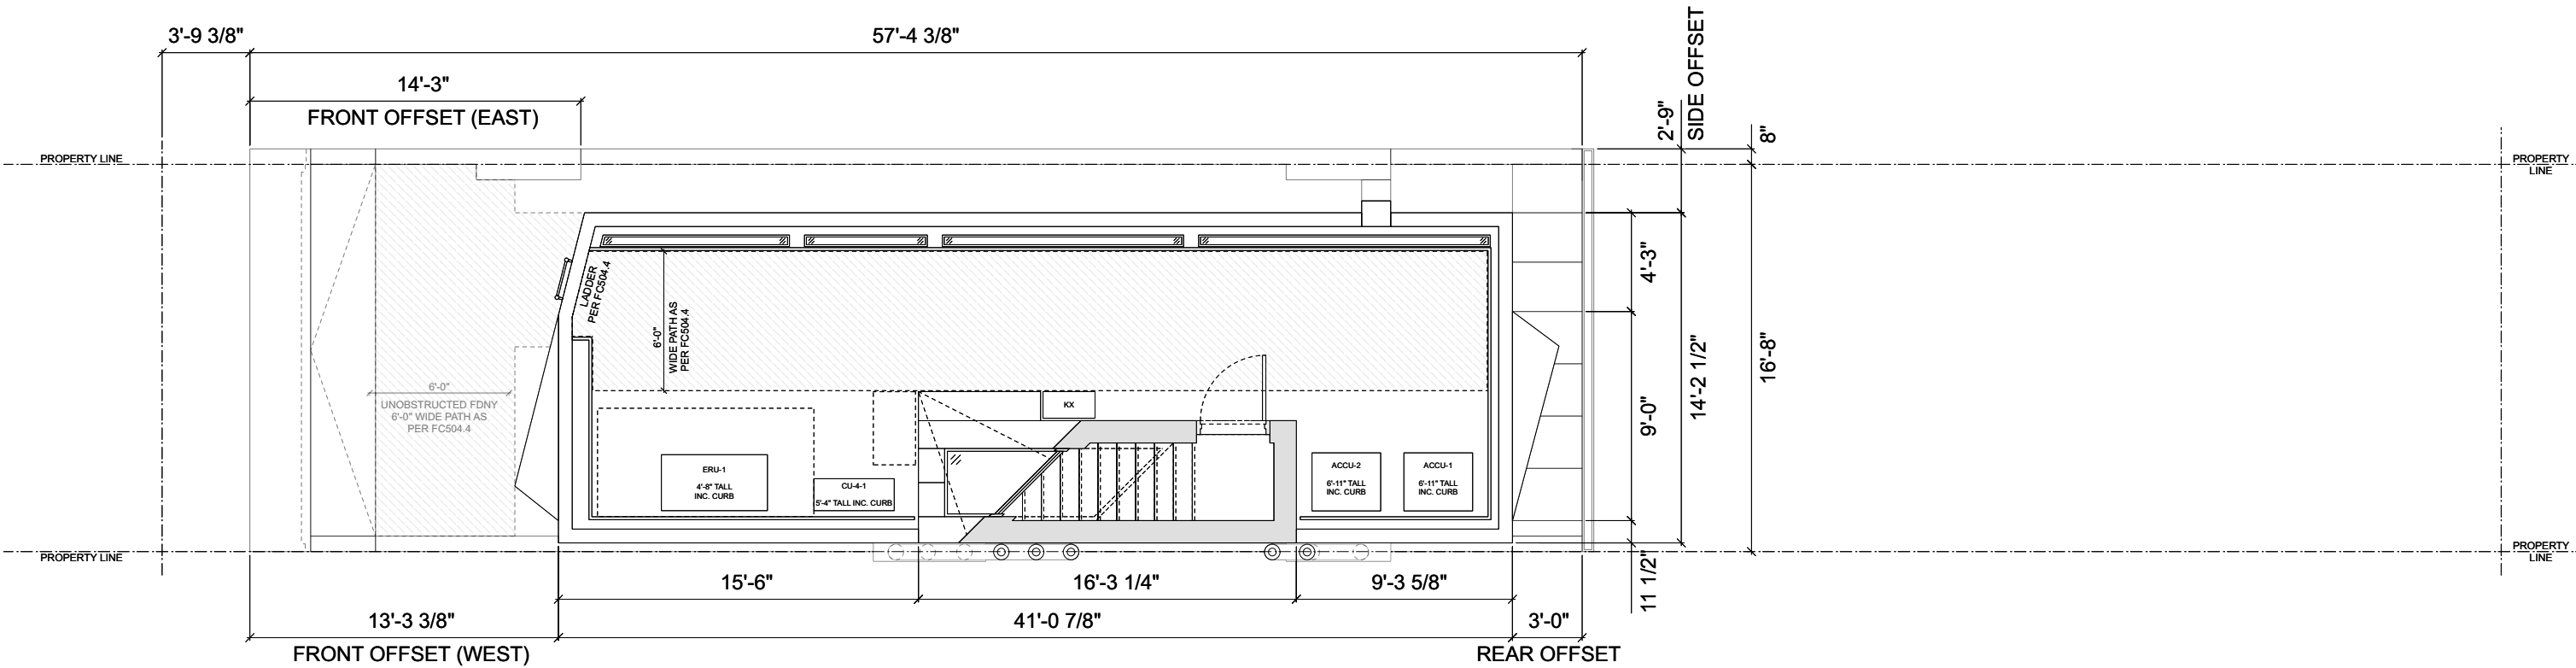 3'-9 3/8"
57'-4 3/8"
14'-3"
FRONT OFFSET (EAST)
2'-9"
SIDE OFFSET
8"
PROPERTY LINE
PROPERTY
LINE
LADDER
PER FC504.4
6'-0"
WIDE PATH AS
PER FC504.4
4'-3"
14'-2 1/2"
16'-8"
9'-0"
6'-0"
UNOBSTRUCTED FDNY
6'-0" WIDE PATH AS
PER FC504.4
KX
ERU-1
4'-8" TALL
INC. CURB
CU-4-1
5'-4" TALL INC. CURB
ACCU-2
6'-11" TALL
INC. CURB
ACCU-1
6'-11" TALL
INC. CURB
PROPERTY LINE
PROPERTY
LINE
11 1/2"
15'-6"
16'-3 1/4"
9'-3 5/8"
13'-3 3/8"
41'-0 7/8"
3'-0"
FRONT OFFSET (WEST)
REAR OFFSET